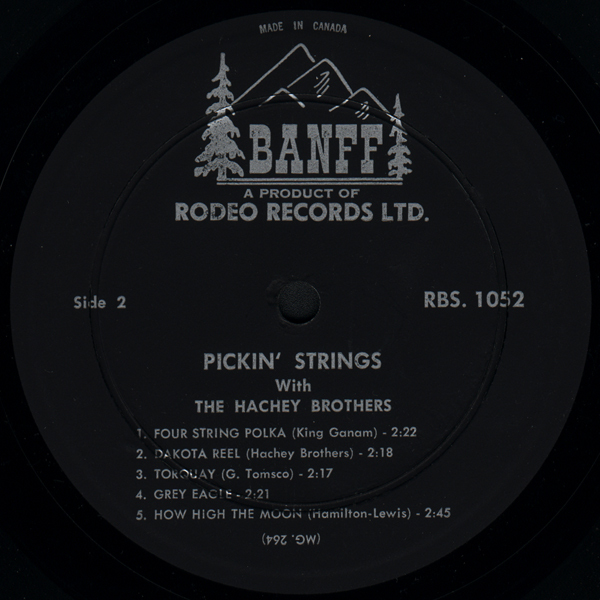 MADE IN CANADA
BANFF
A PRODUCT OF
RODEO RECORDS LTD.
Side 2
RBS. 1052
PICKIN' STRINGS
With
THE HACHEY BROTHERS
1. FOUR STRING POLKA (King Ganam) - 2:22
2. DAKOTA REEL (Hachey Brothers) - 2:18
3. TORQUAY (G. Tomsco) - 2:17
4. GREY EAGLE - 2:21
5. HOW HIGH THE MOON (Hamilton-Lewis) - 2:45
(MG. 264)